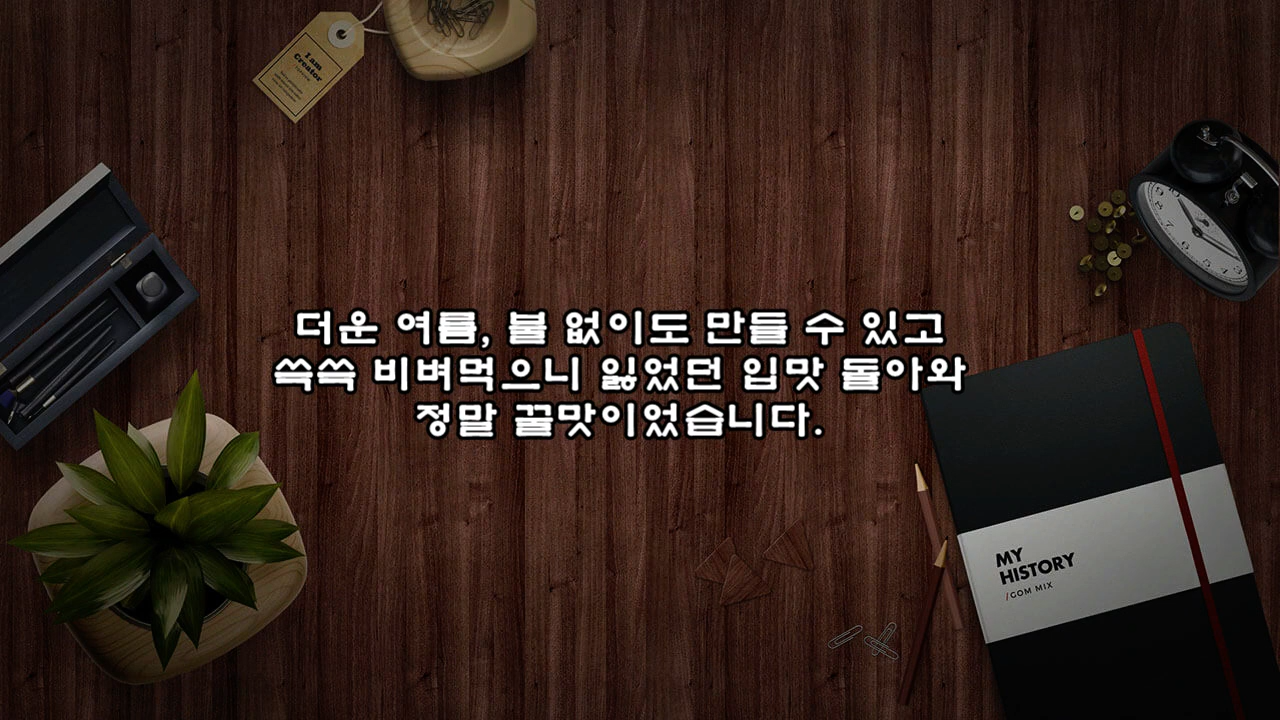 I am
Creator
더운 여름, 불 없이도 만들 수 있고
쓱쓱 비벼먹으니 잃었던 입맛 돌아와
정말 꿀맛이었습니다.
MY
HISTORY
/GOM MIX